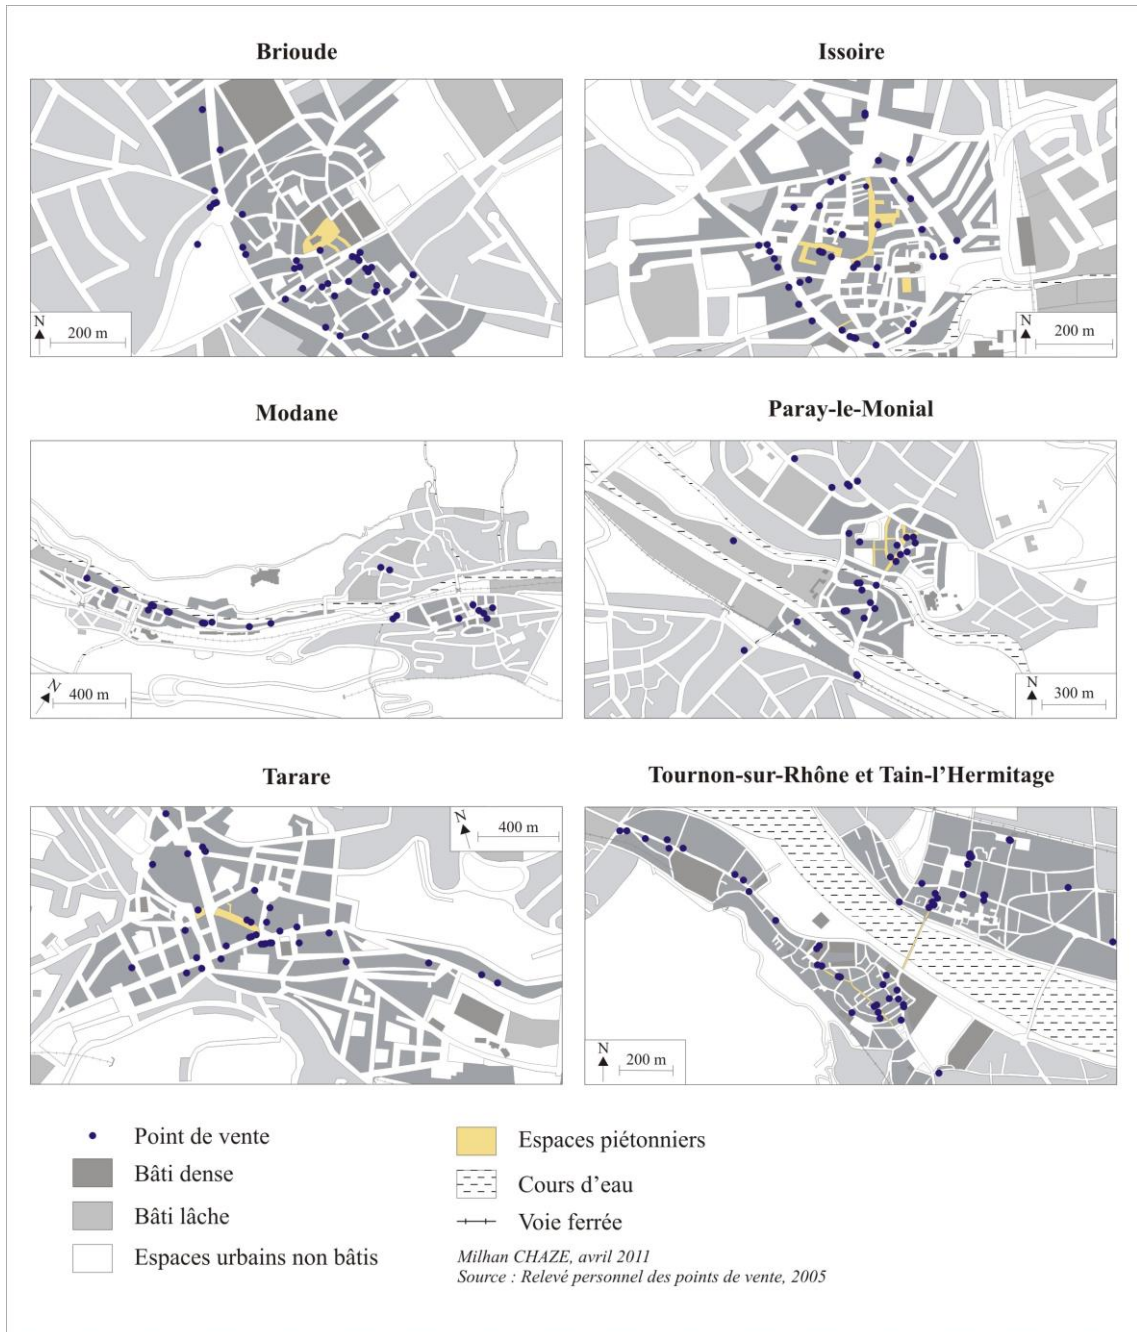 Brioude
Issoire
N
200 m
N
200 m
Modane
Paray-le-Monial
N
400 m
N
300 m
Tarare
Tournon-sur-Rhône et Tain-l'Hermitage
N
400 m
N
200 m
Point de vente
Bâti dense
Bâti lâche
Espaces urbains non bâtis
Espaces piétonniers
Cours d'eau
Voie ferrée
Milhan CHAZE, avril 2011
Source : Relevé personnel des points de vente, 2005